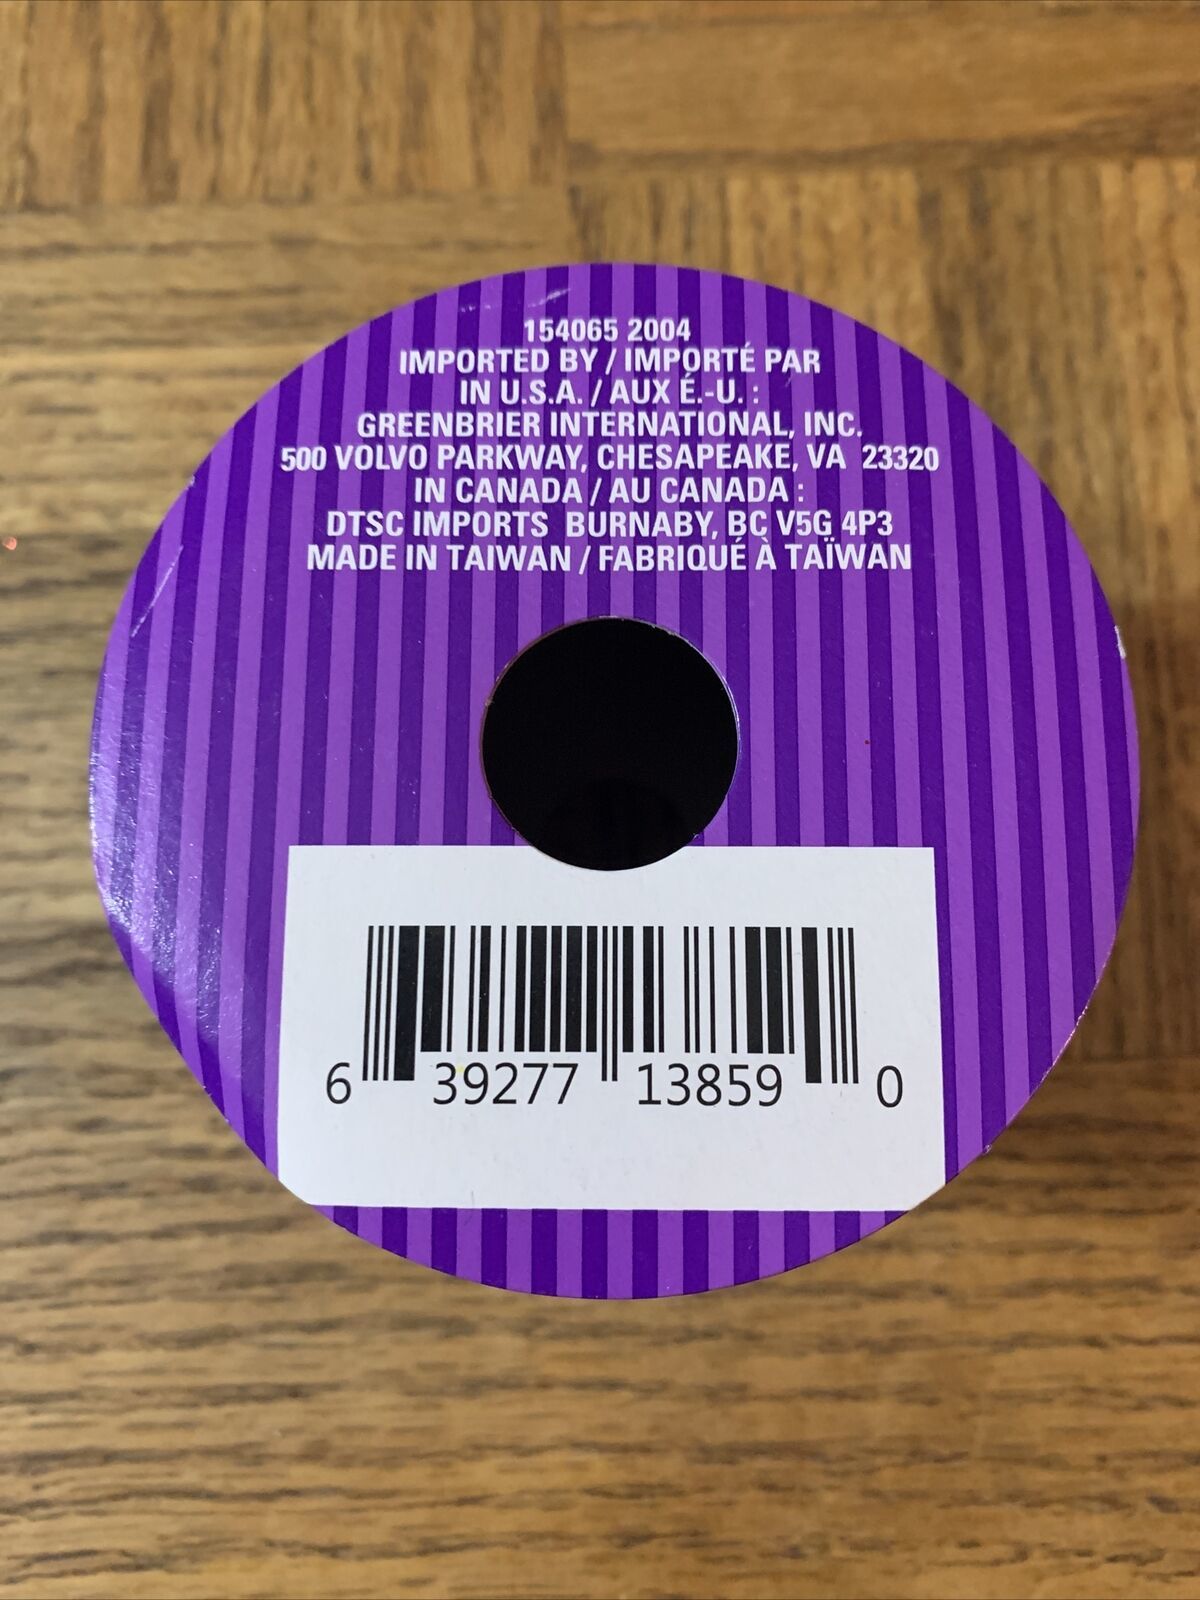 154065 2004
IMPORTED BY / IMPORTÉ PAR
IN U.S.A. / AUX É.-U. :
GREENBRIER INTERNATIONAL, INC.
500 VOLVO PARKWAY, CHESAPEAKE, VA 23320
IN CANADA / AU CANADA :
DTSC IMPORTS BURNABY, BC V5G 4P3
MADE IN TAIWAN / FABRIQUÉ À TAÏWAN
6 39277 13859 0